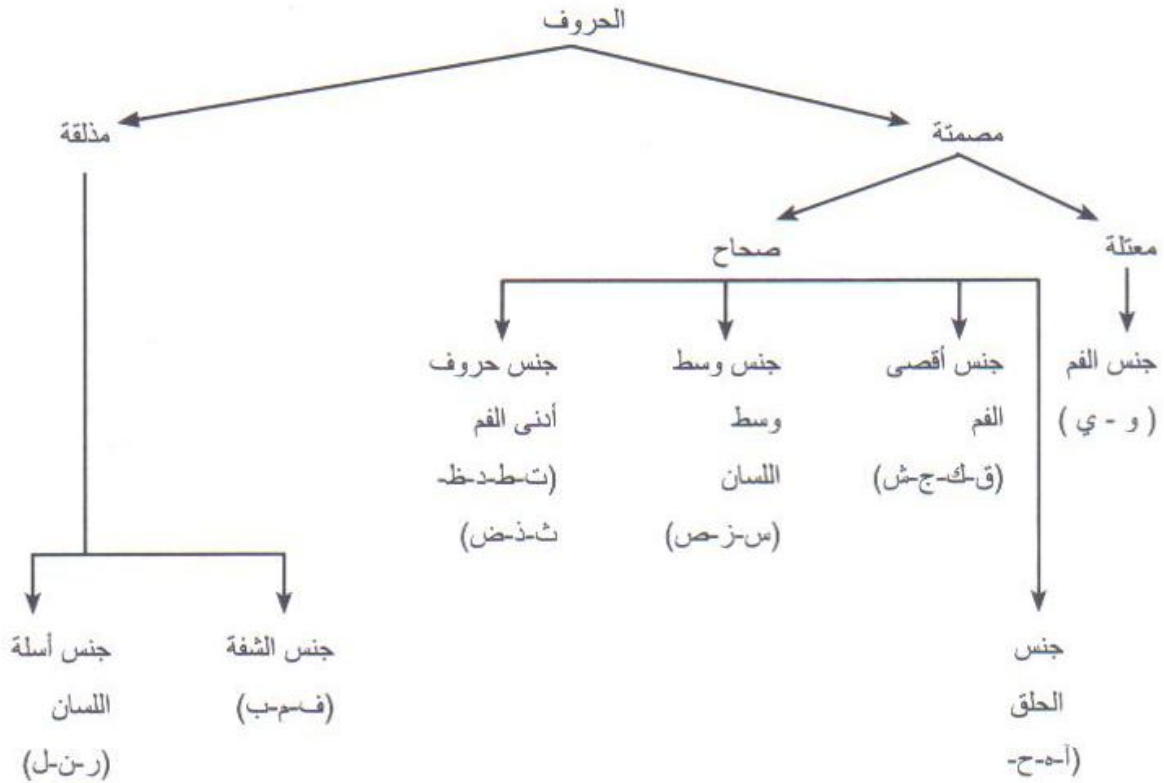 الحروف
مصمتة
مذلقة
معتلة
صحاح
جنس الفم
( و - ي )
جنس أقصى
الفم
(ق-ك-ج-ش)
جنس وسط
وسط
اللسان
(س-ز-ص)
جنس حروف
أدنى الفم
(ت-ط-د-ظ-
ث-ذ-ض)
جنس
الحلق
(آ-ه-ح-
جنس الشفة
(ف-م-ب)
جنس أسلة
اللسان
(ر-ن-ل)